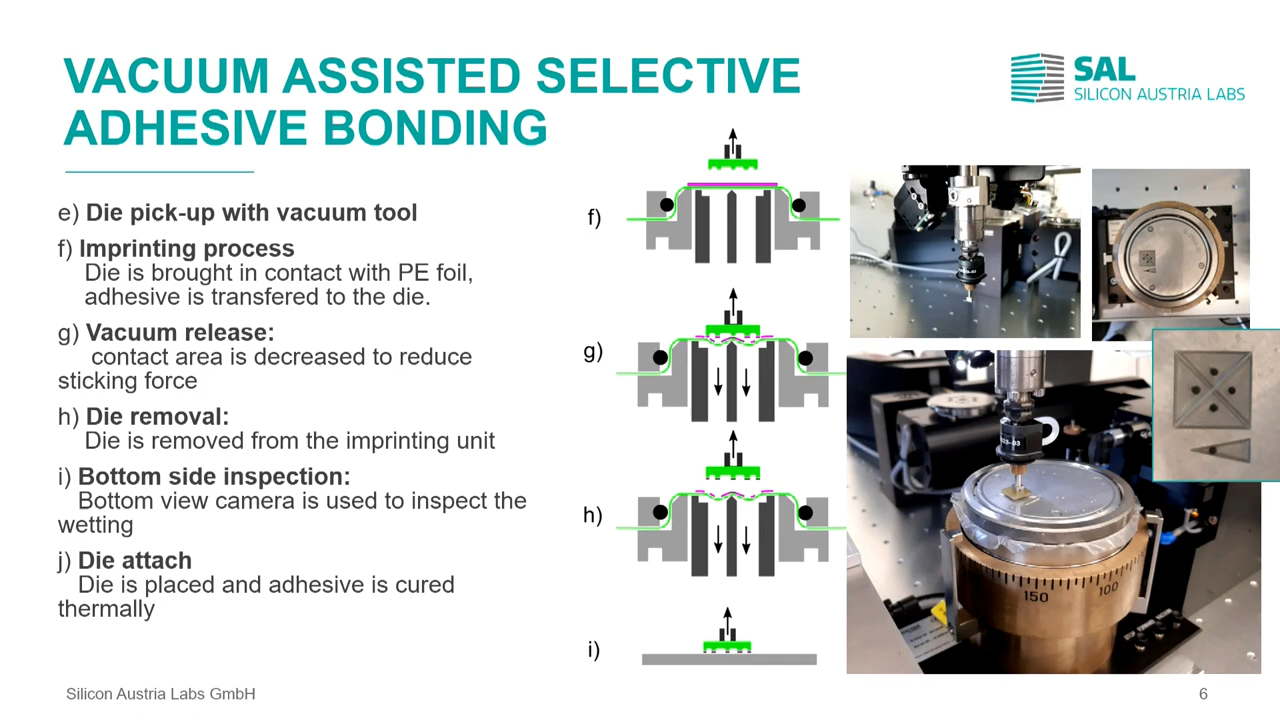 VACUUM ASSISTED SELECTIVE
ADHESIVE BONDING
SAL
SILICON AUSTRIA LABS
e) Die pick-up with vacuum tool
f) Imprinting process
Die is brought in contact with PE foil,
adhesive is transfered to the die.
g) Vacuum release:
contact area is decreased to reduce
sticking force
h) Die removal:
Die is removed from the imprinting unit
i) Bottom side inspection:
Bottom view camera is used to inspect the
wetting
j) Die attach
Die is placed and adhesive is cured
thermally
f)
g)
h)
i)
150
100
Silicon Austria Labs GmbH
6